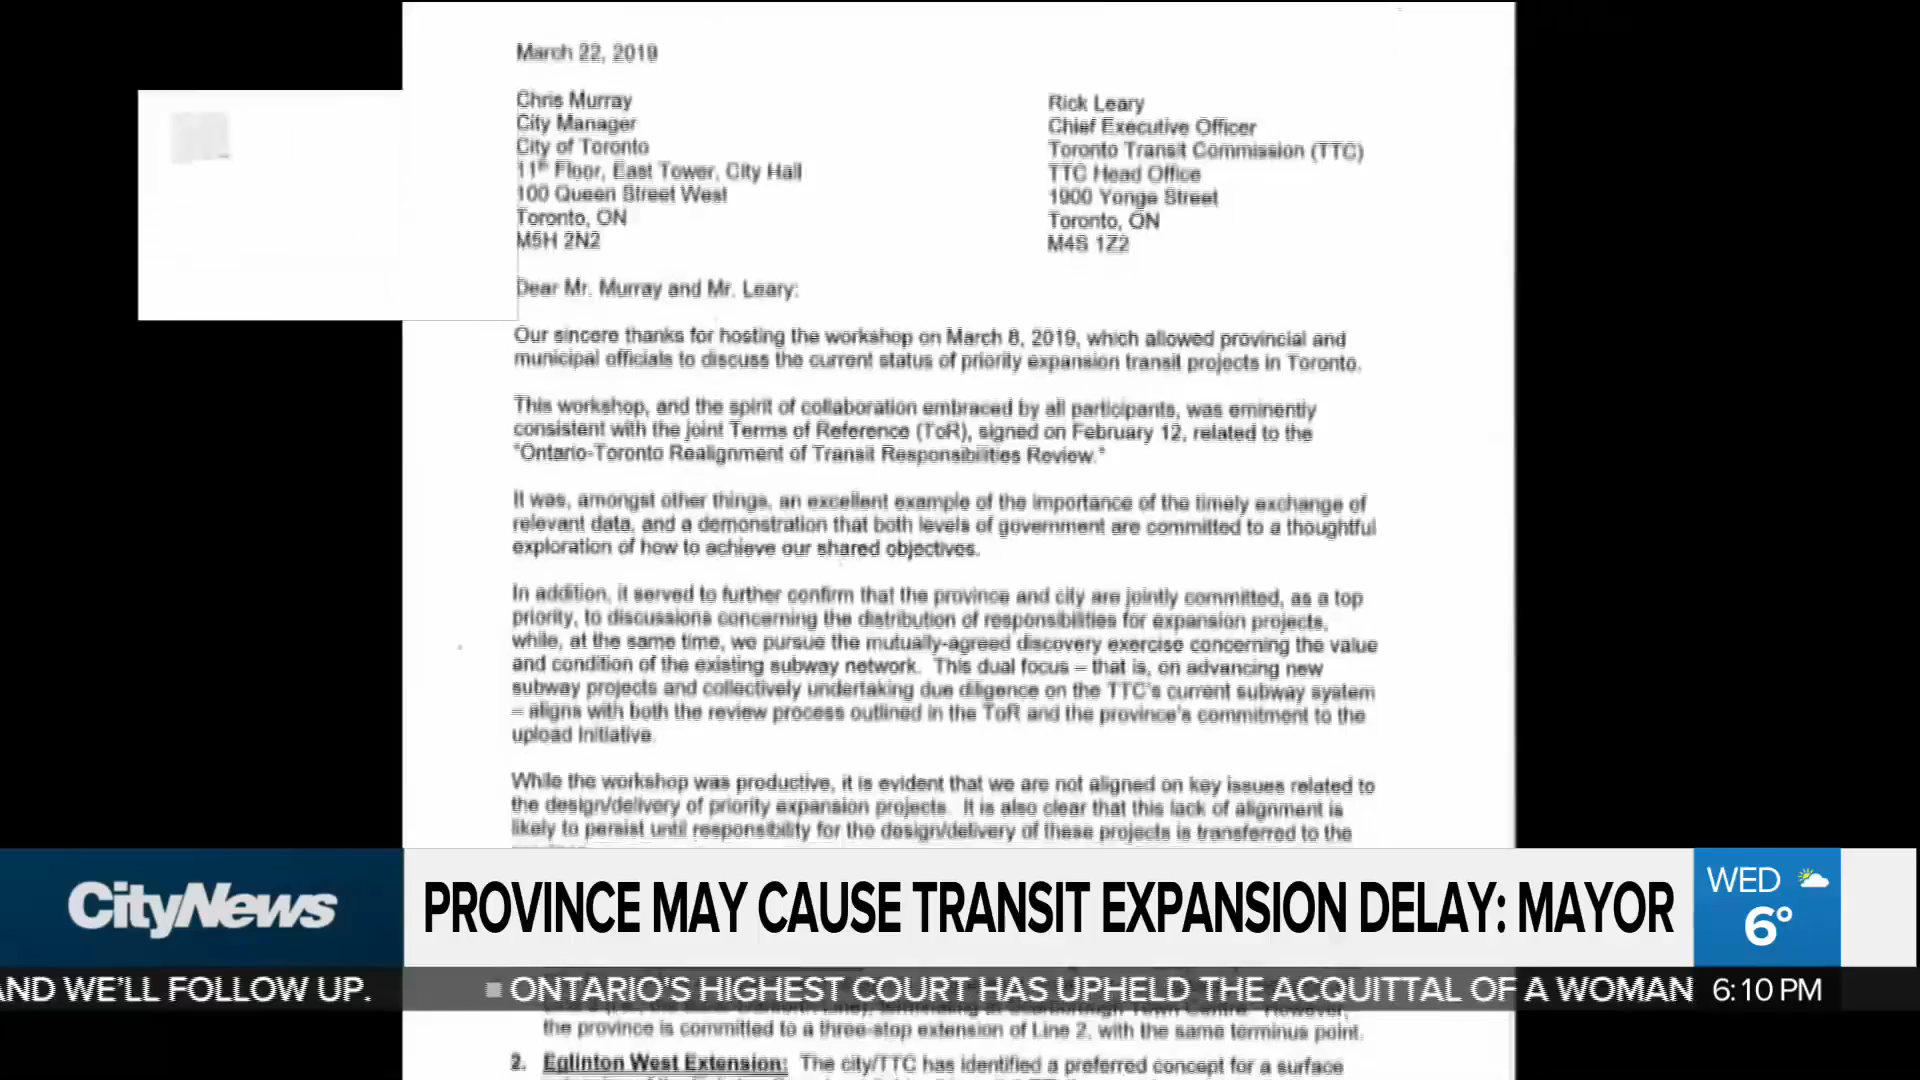 March 22, 2019
Chris Murray
City Manager
City of Toronto
11th Floor, East Tower, City Hall
100 Queen Street West
Toronto, ON
M5H 2N2
Rick Leary
Chief Executive Officer
Toronto Transit Commission (TTC)
TTC Head Office
1900 Yonge Street
Toronto, ON
M4S 1Z2
Dear Mr. Murray and Mr. Leary:
Our sincere thanks for hosting the workshop on March 8, 2019, which allowed provincial and
municipal officials to discuss the current status of priority expansion transit projects in Toronto.
This workshop, and the spirit of collaboration embraced by all participants, was eminently
consistent with the joint Terms of Reference (ToR), signed on February 12, related to the
"Ontario-Toronto Realignment of Transit Responsibilities Review."
It was, amongst other things, an excellent example of the importance of the timely exchange of
relevant data, and a demonstration that both levels of government are committed to a thoughtful
exploration of how to achieve our shared objectives.
In addition, it served to further confirm that the province and city are jointly committed, as a top
priority, to discussions concerning the distribution of responsibilities for expansion projects,
while, at the same time, we pursue the mutually-agreed discovery exercise concerning the value
and condition of the existing subway network. This dual focus – that is, on advancing new
subway projects and collectively undertaking due diligence on the TTC's current subway system
– aligns with both the review process outlined in the ToR and the province's commitment to the
upload initiative.
While the workshop was productive, it is evident that we are not aligned on key issues related to
the design/delivery of priority expansion projects. It is also clear that this lack of alignment is
likely to persist until responsibility for the design/delivery of these projects is transferred to the
CityNews
PROVINCE MAY CAUSE TRANSIT EXPANSION DELAY: MAYOR
WED
6°
AND WE'LL FOLLOW UP.
ONTARIO'S HIGHEST COURT HAS UPHELD THE ACQUITTAL OF A WOMAN
6:10 PM
the province is committed to a three-stop extension of Line 2, with the same terminus point.
2. Eglinton West Extension: The city/TTC has identified a preferred concept for a surface